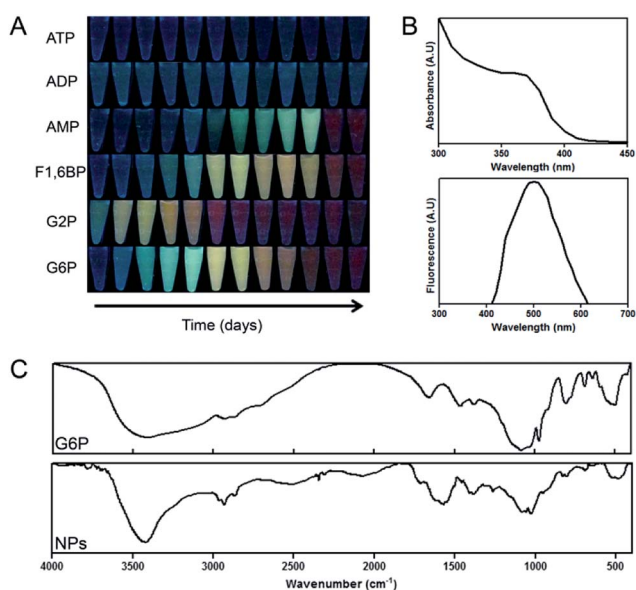 A
ATP
ADP
AMP
F1,6BP
G2P
G6P
Time (days)
B
Absorbance (A.U)
300 350 400 450
Wavelength (nm)
Fluorescence (A.U)
300 400 500 600 700
Wavelength (nm)
C
G6P
NPs
4000 3500 3000 2500 2000 1500 1000 500
Wavenumber (cm⁻¹)